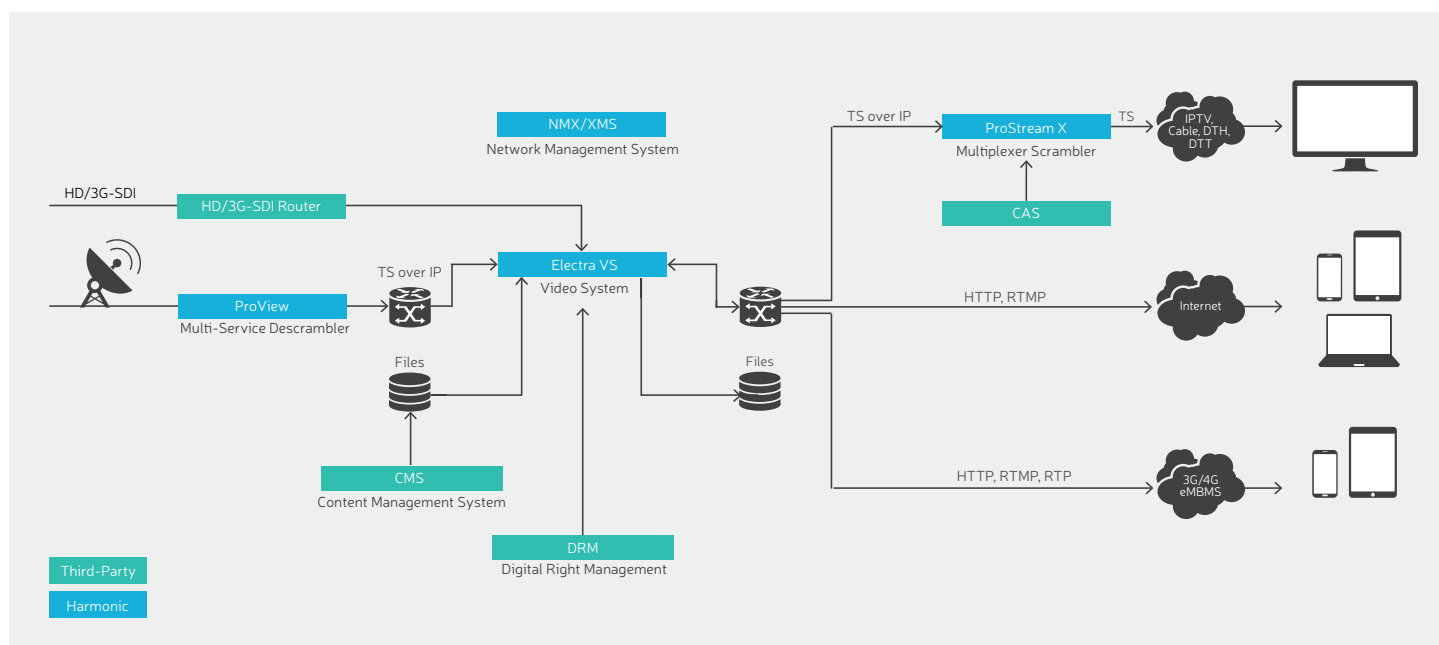 NMX/XMS
Network Management System
HD/3G-SDI
HD/3G-SDI Router
TS over IP
Electra VS
Video System
ProView
Multi-Service Descrambler
Files
CMS
Content Management System
DRM
Digital Right Management
Files
TS over IP
ProStream X
Multiplexer Scrambler
TS
IPTV,
Cable, DTH,
DTT
CAS
HTTP, RTMP
Internet
HTTP, RTMP, RTP
3G/4G
eMBMS
Third-Party
Harmonic